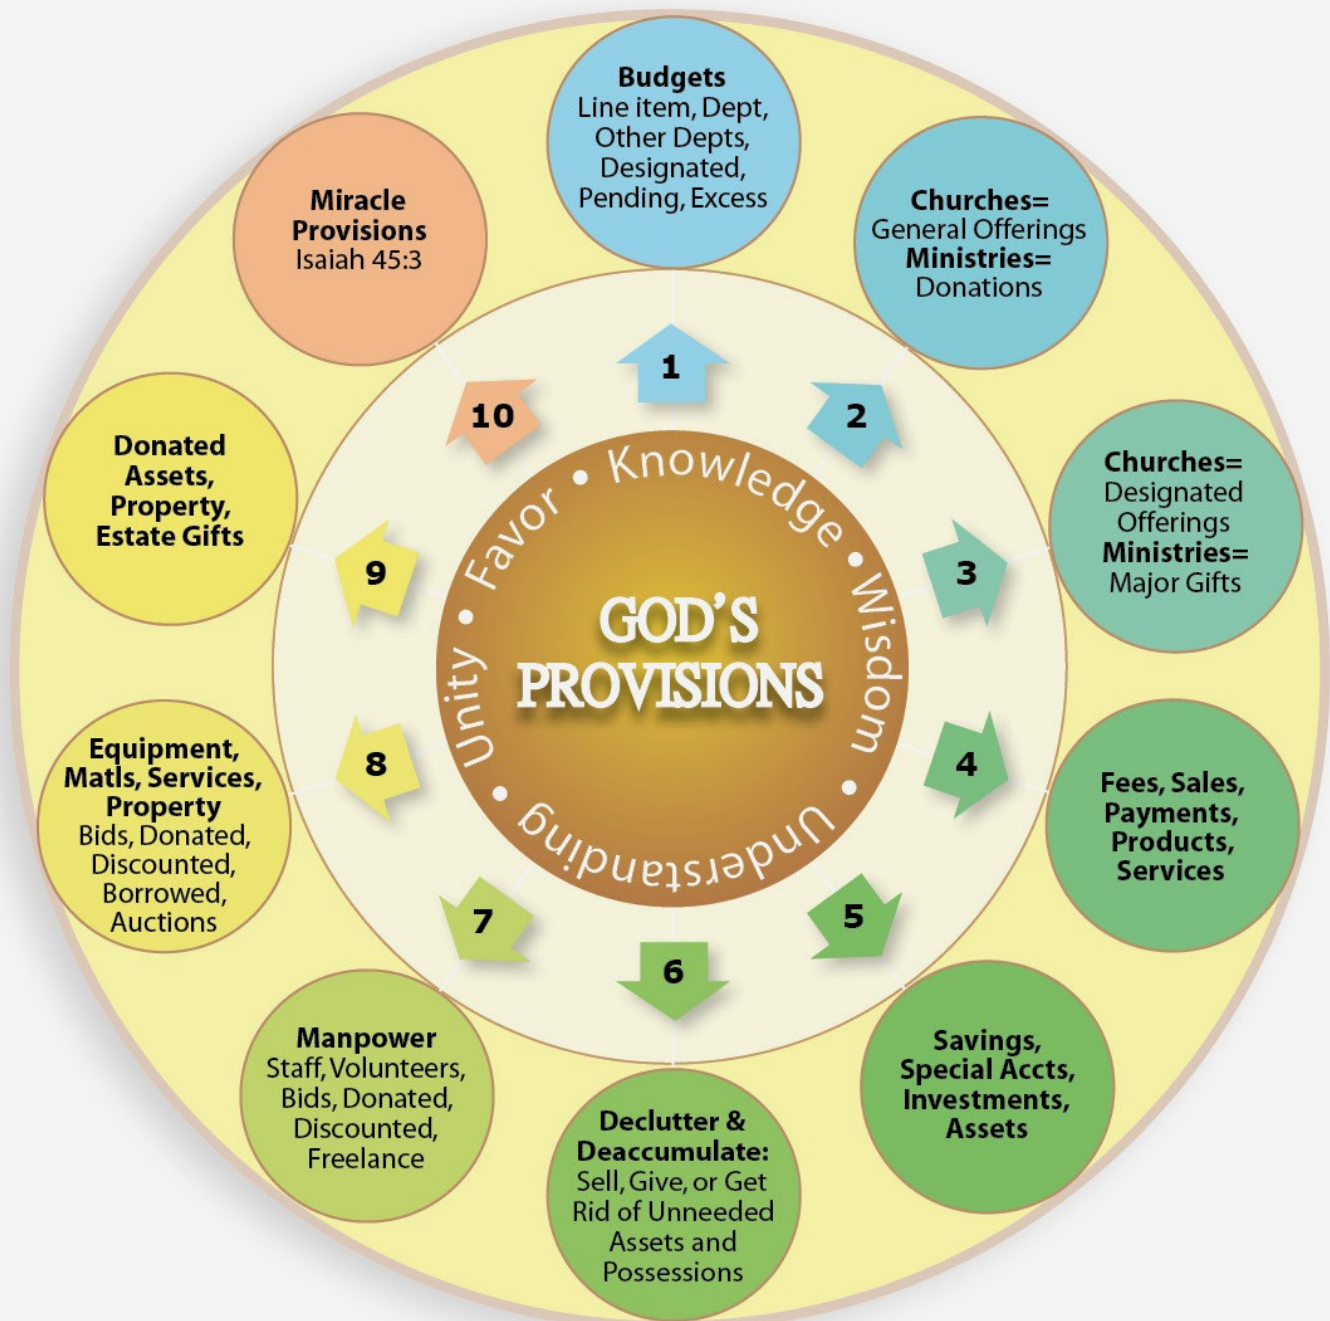 Budgets
Line item, Dept,
Other Depts,
Designated,
Pending, Excess
Churches=
General Offerings
Ministries=
Donations
Churches=
Designated
Offerings
Ministries=
Major Gifts
Fees, Sales,
Payments,
Products,
Services
Savings,
Special Accts,
Investments,
Assets
Declutter &
Deaccumulate:
Sell, Give, or Get
Rid of Unneeded
Assets and
Possessions
Manpower
Staff, Volunteers,
Bids, Donated,
Discounted,
Freelance
Equipment,
Matls, Services,
Property
Bids, Donated,
Discounted,
Borrowed,
Auctions
Donated
Assets,
Property,
Estate Gifts
Miracle
Provisions
Isaiah 45:3
1
2
3
4
5
6
7
8
9
10
Knowledge • Wisdom • Understanding • Unity • Favor •
GOD'S
PROVISIONS